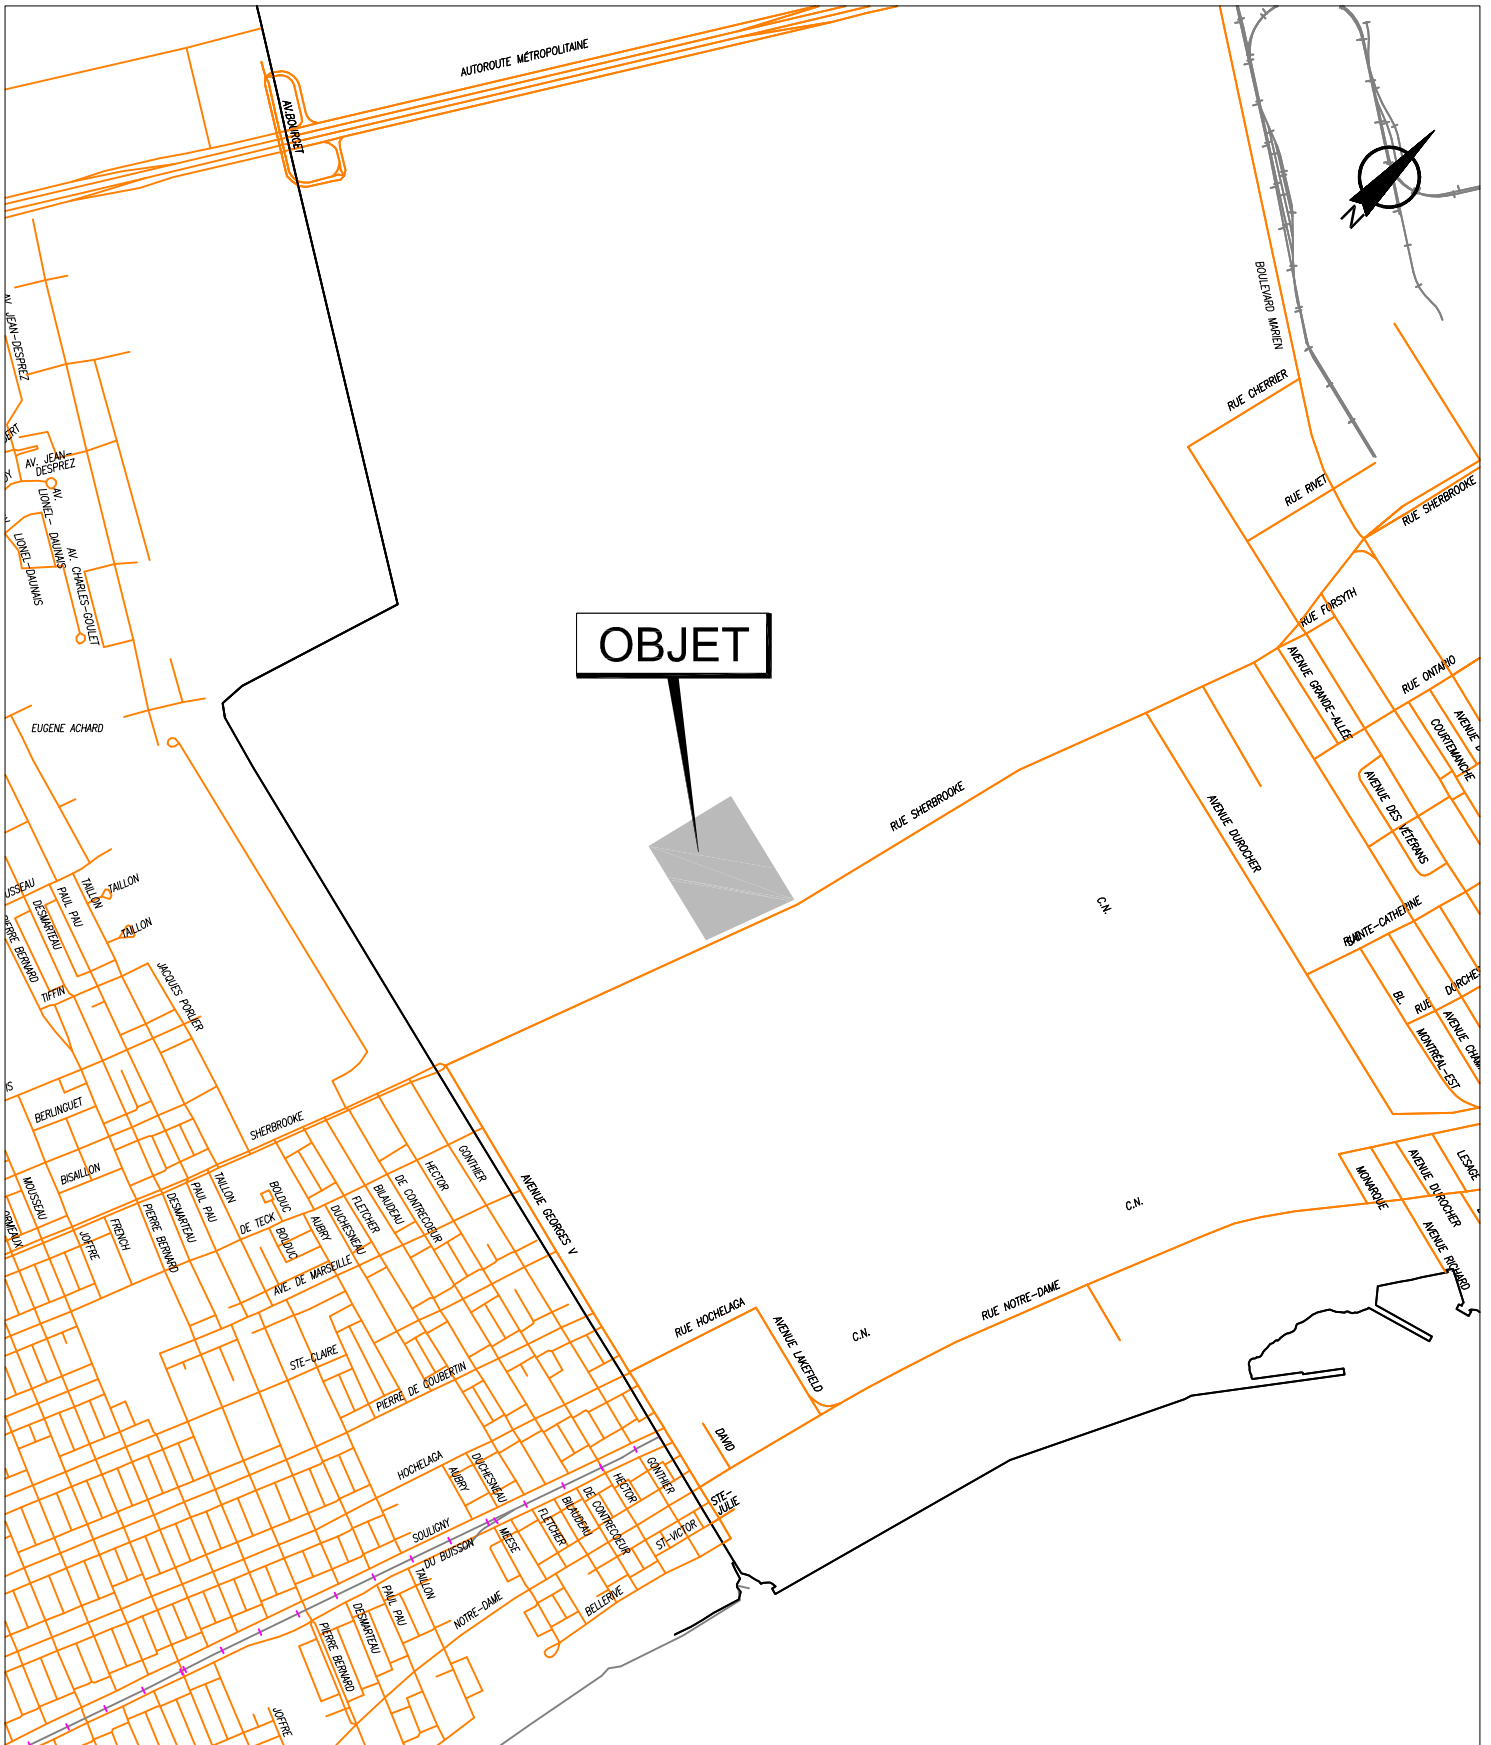 AUTOROUTE MÉTROPOLITAINE
AV.BOURGET
N
BOULEVARD MARIEN
AV. JEAN-DESPREZ
RUE CHERRIER
AV. JEAN-
DESPREZ
AV.
LIONEL- DAUNAIS
LIONEL-DAUNAIS
AV. CHARLES-GOULET
RUE RIVET
RUE SHERBROOKE
RUE FORSYTH
OBJET
AVENUE GRANDE-ALLÉE
RUE ONTARIO
EUGENE ACHARD
COURTEMANCHE
AVENUE D
AVENUE DES VÉTÉRANS
RUE SHERBROOKE
AVENUE DUROCHER
C.N.
USSEAU
DESMARTEAU
PAUL PAU
TAILLON
TAILLON
TAILLON
PIERRE BERNARD
TIFFIN
JACQUES PORLIER
SAINTE-CATHERINE
BL
RUE
DORCHES
MONTRÉAL-EST
AVENUE CHAM
IS
BERLINGUET
SHERBROOKE
BISAILLON
MOUSSEAU
ORMEAUX
JOFFRE
FRENCH
PIERRE BERNARD
DESMARTEAU
PAUL PAU
TAILLON
DE TECK
BOLDUC
BOLDUC
AUBRY
DUCHESNEAU
FLETCHER
BILAUDEAU
DE CONTRECOEUR
HECTOR
GONTHIER
AVENUE GEORGES V
AVE. DE MARSEILLE
C.N.
MONARQUE
AVENUE DUROCHER
LESAGE
AVENUE RICHARD
RUE NOTRE-DAME
RUE HOCHELAGA
AVENUE LAKEFIELD
C.N.
STE-CLAIRE
PIERRE DE COUBERTIN
HOCHELAGA
AUBRY
DUCHESNEAU
DAVID
HECTOR
GONTHIER
STE-
JULIE
SOULIGNY
DU BUISSON
MEESE
FLETCHER
BILAUDEAU
DE CONTRECOEUR
ST-VICTOR
TAILLON
PAUL PAU
DESMARTEAU
PIERRE BERNARD
NOTRE-DAME
BELLERIVE
JOFFRE